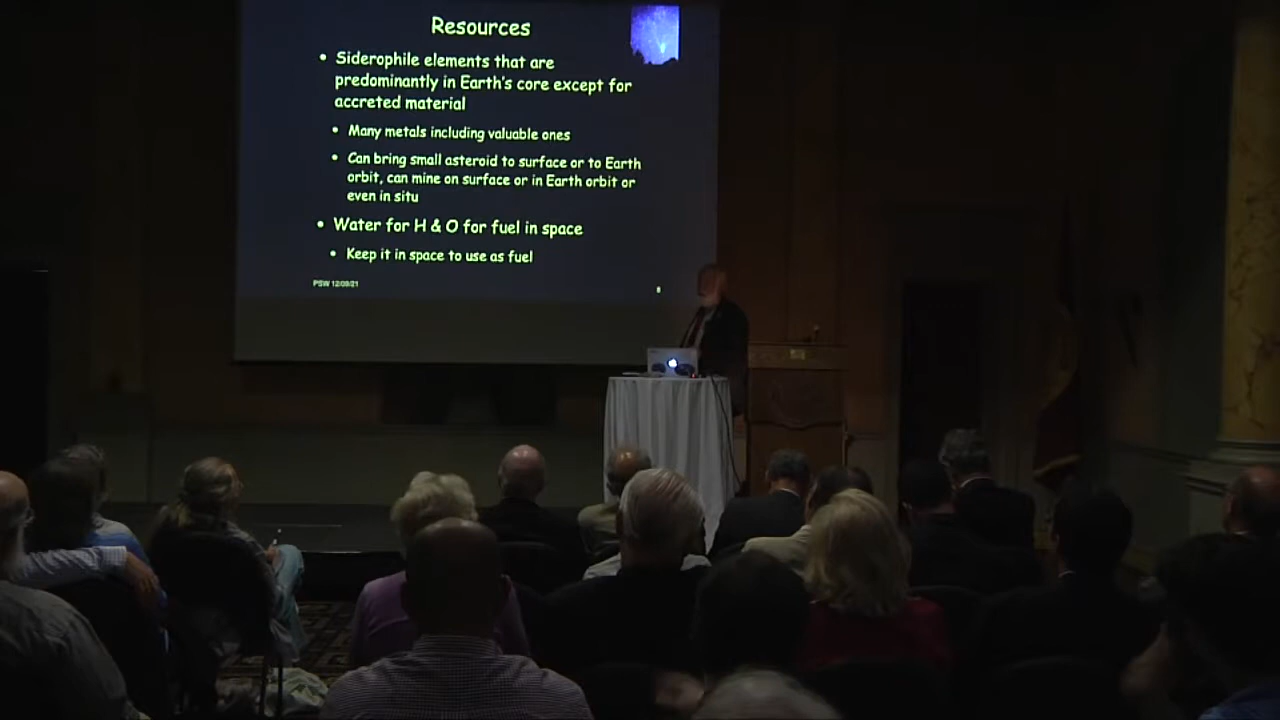 Resources
• Siderophile elements that are
predominantly in Earth's core except for
accreted material
• Many metals including valuable ones
• Can bring small asteroid to surface or to Earth
orbit, can mine on surface or in Earth orbit or
even in situ
• Water for H & O for fuel in space
• Keep it in space to use as fuel
PSW 12/03/21
8